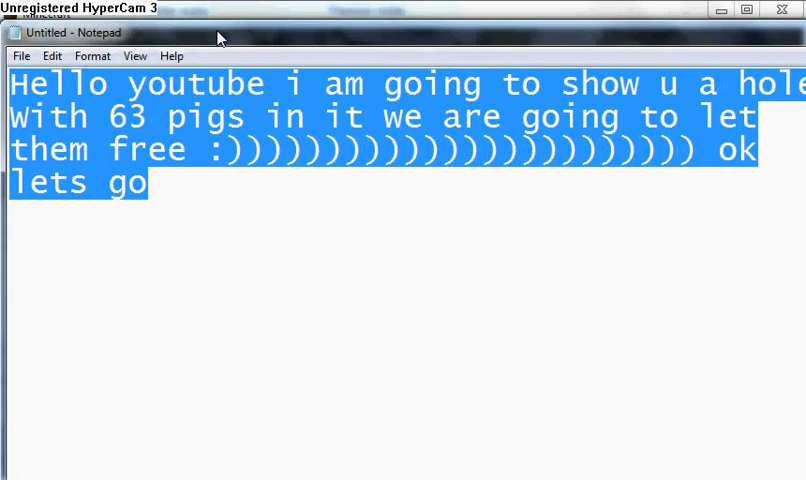 Unregistered HyperCam 3
Minecraft
Untitled - Notepad
File Edit Format View Help
Hello youtube i am going to show u a hole
With 63 pigs in it we are going to let
them free :)))))))))))))))))))))))) ok
lets go